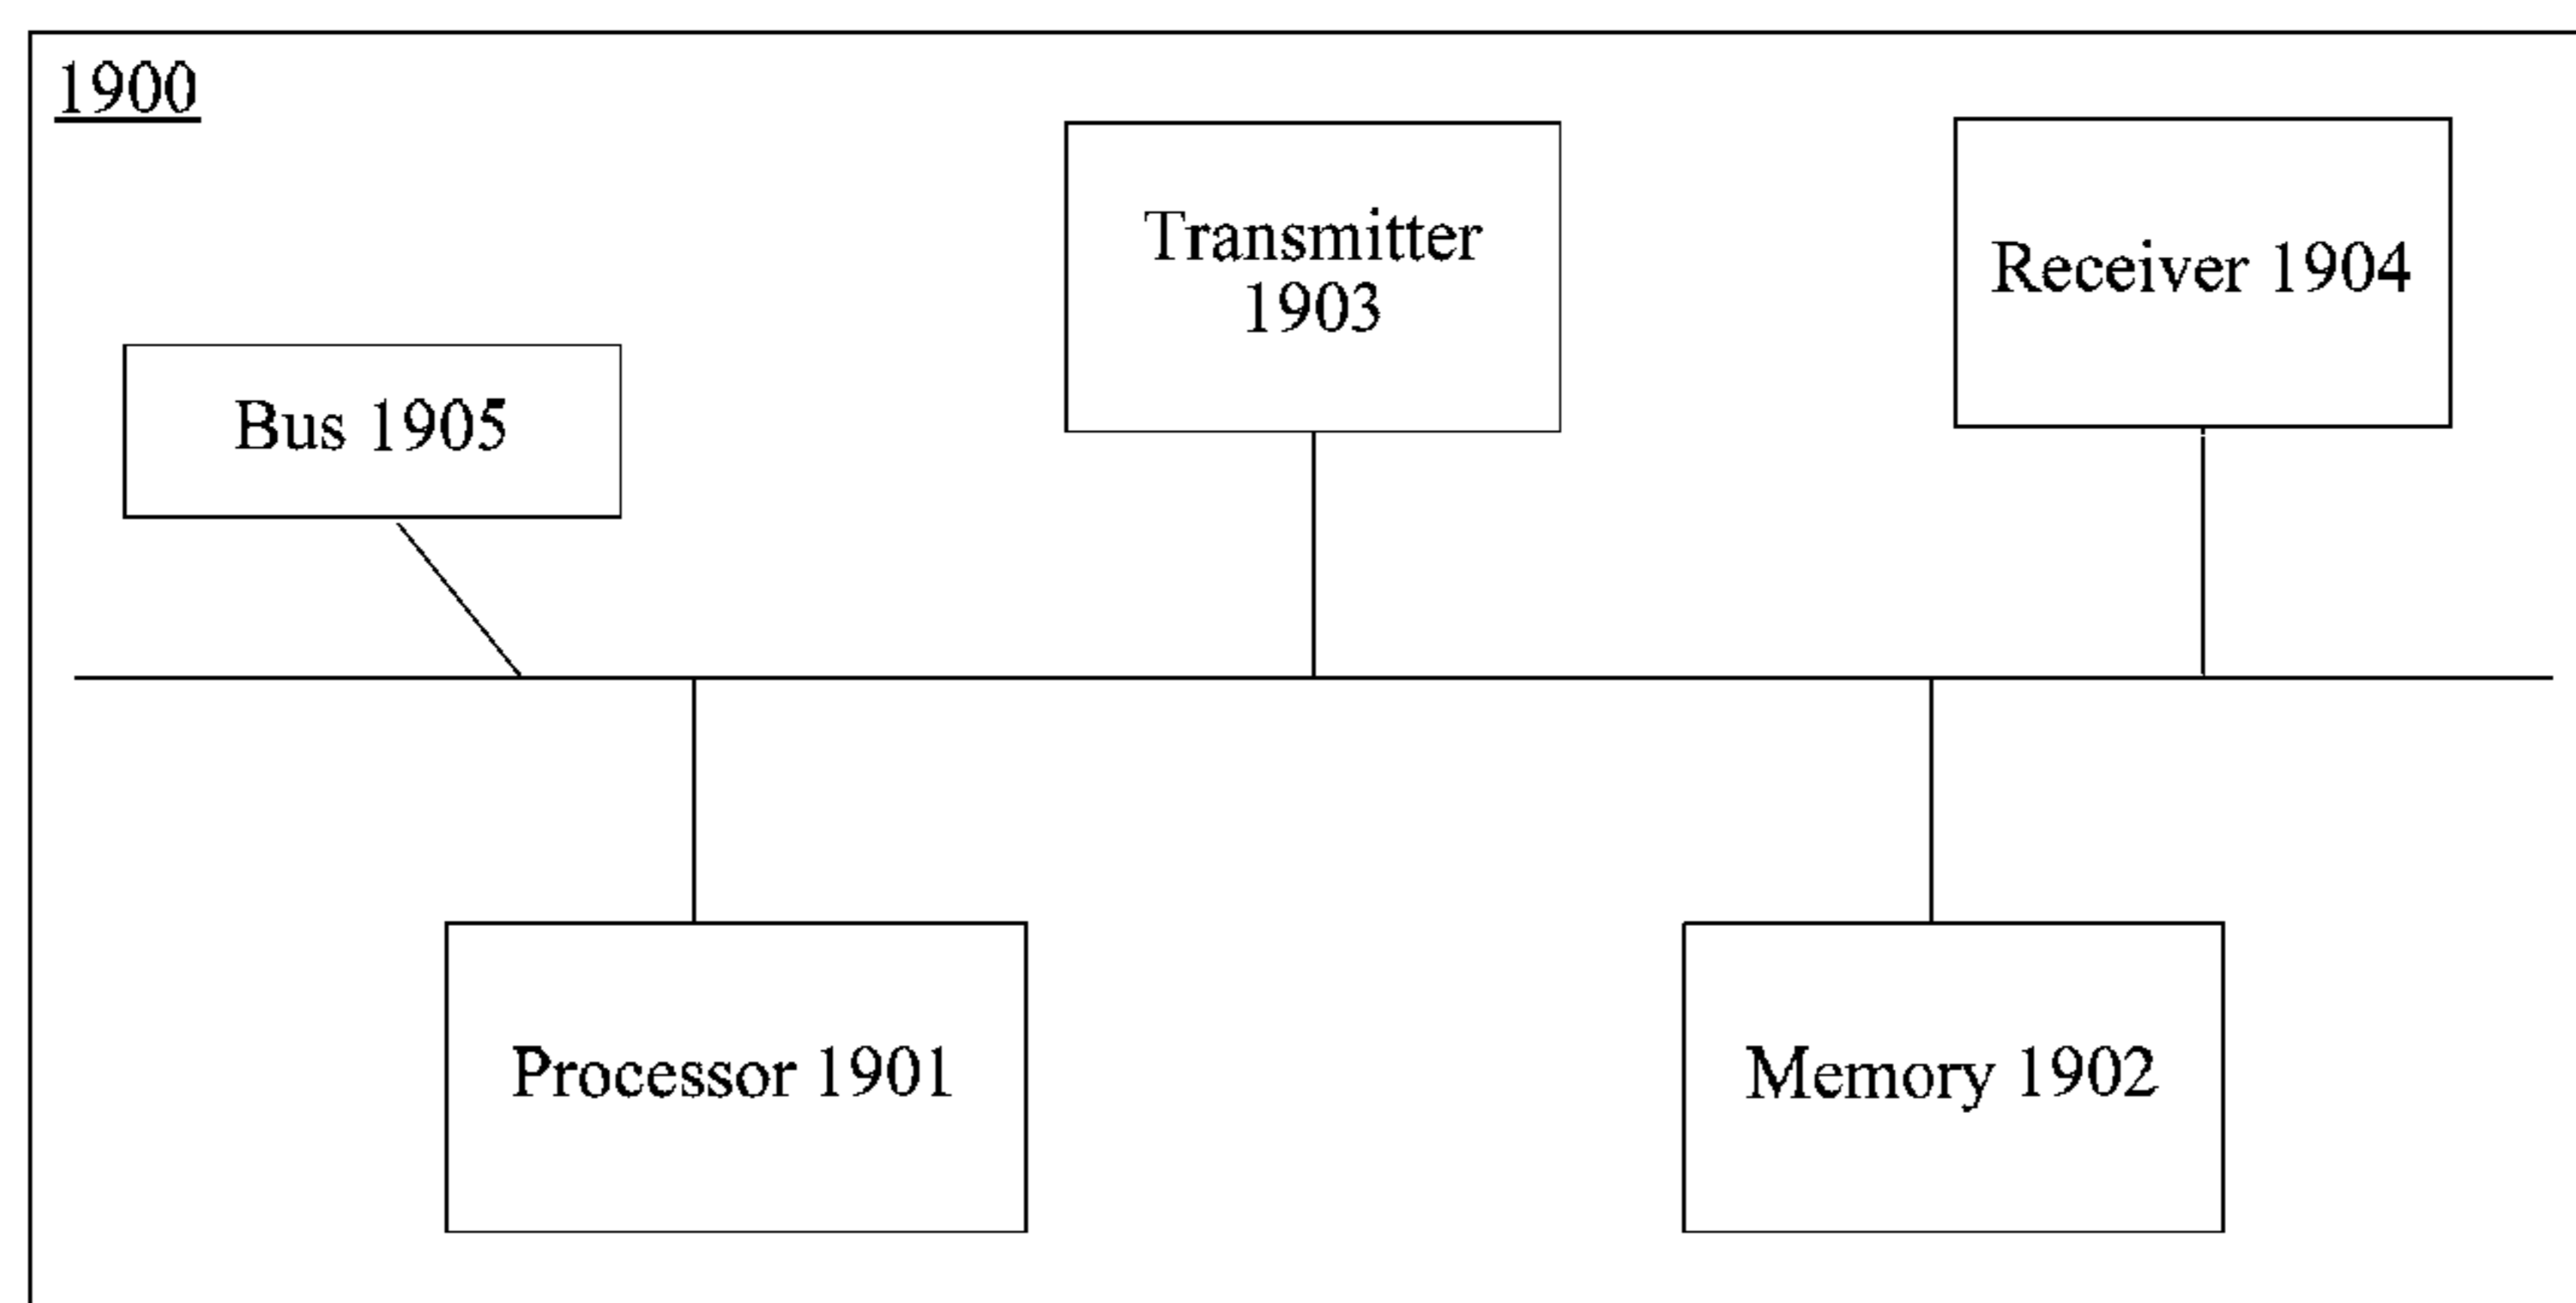 1900
Transmitter
1903
Receiver 1904
Bus 1905
Processor 1901
Memory 1902